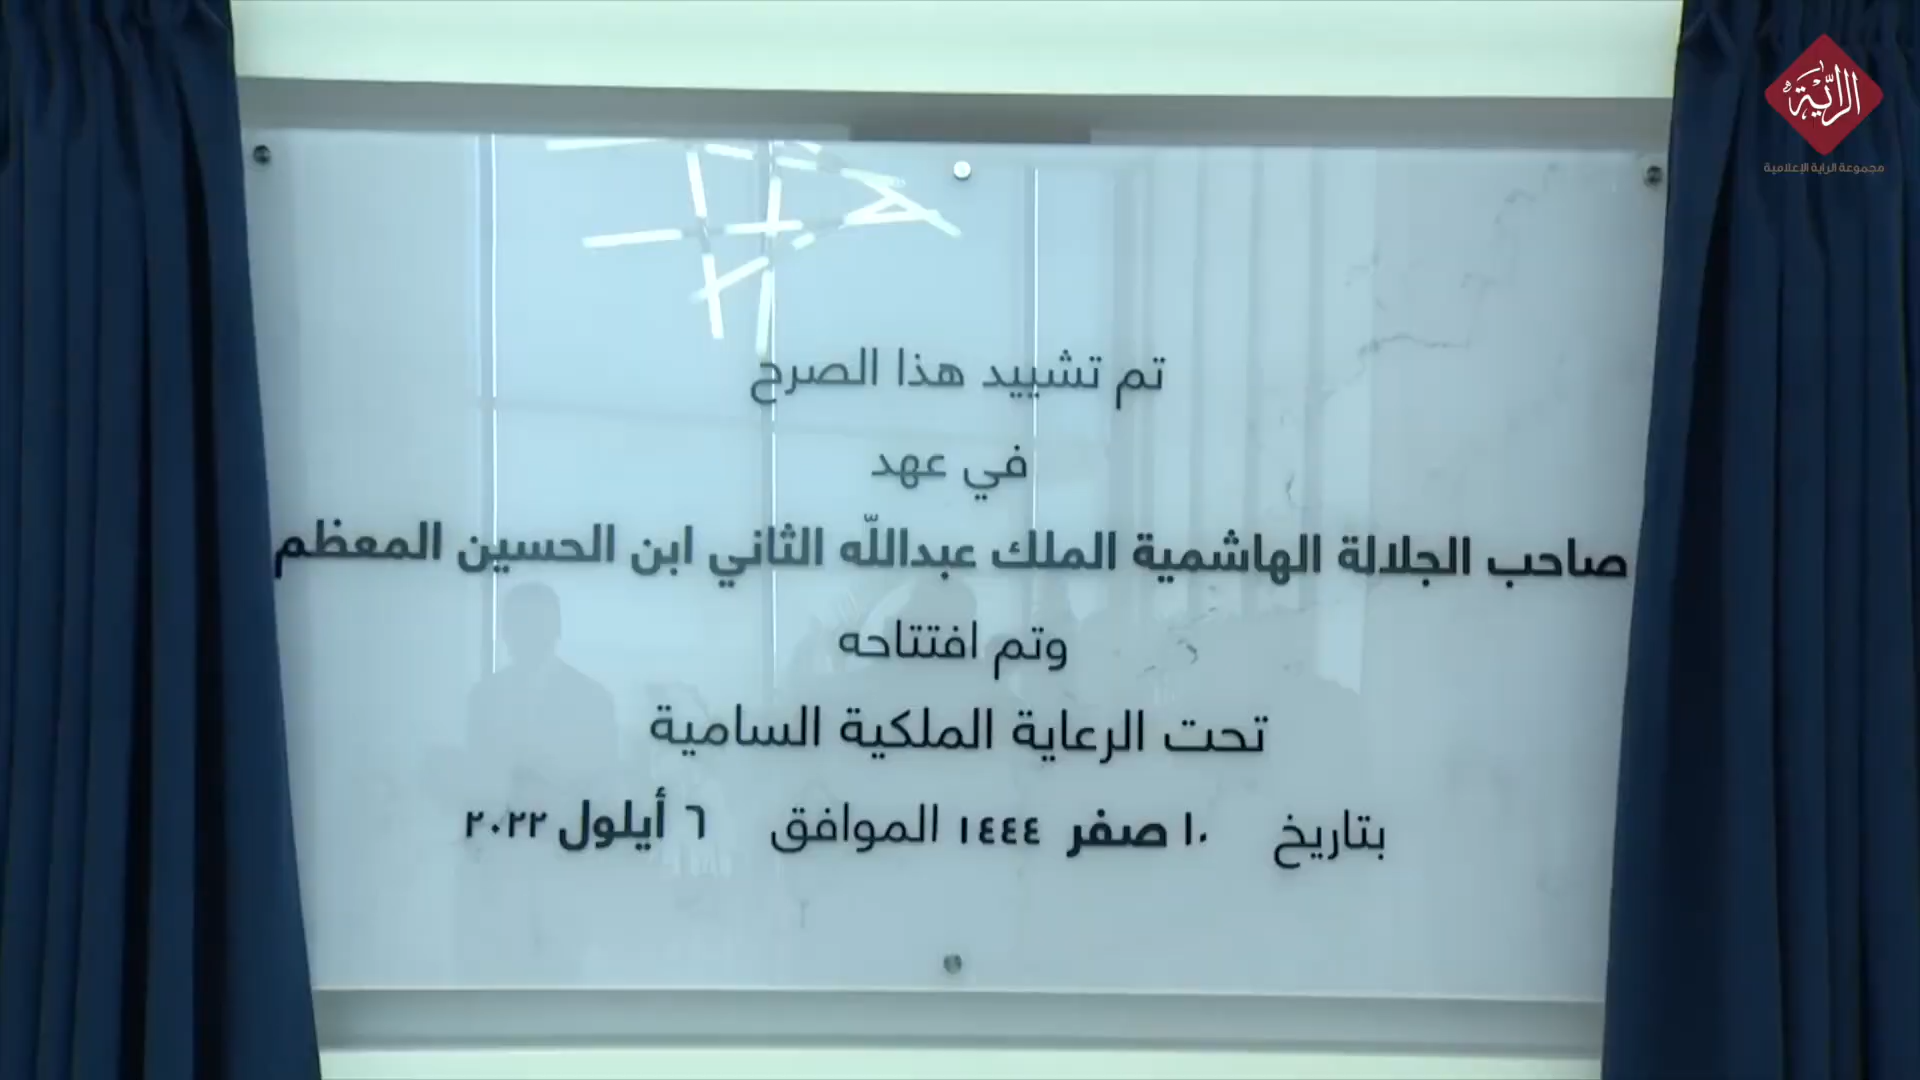 الراية
مجموعة الراية الإعلامية
تم تشييد هذا الصرح
في عهد
صاحب الجلالة الهاشمية الملك عبدالله الثاني ابن الحسين المعظم
وتم افتتاحه
تحت الرعاية الملكية السامية
بتاريخ ١٠ صفر ١٤٤٤ الموافق ٦ أيلول ٢٠٢٢